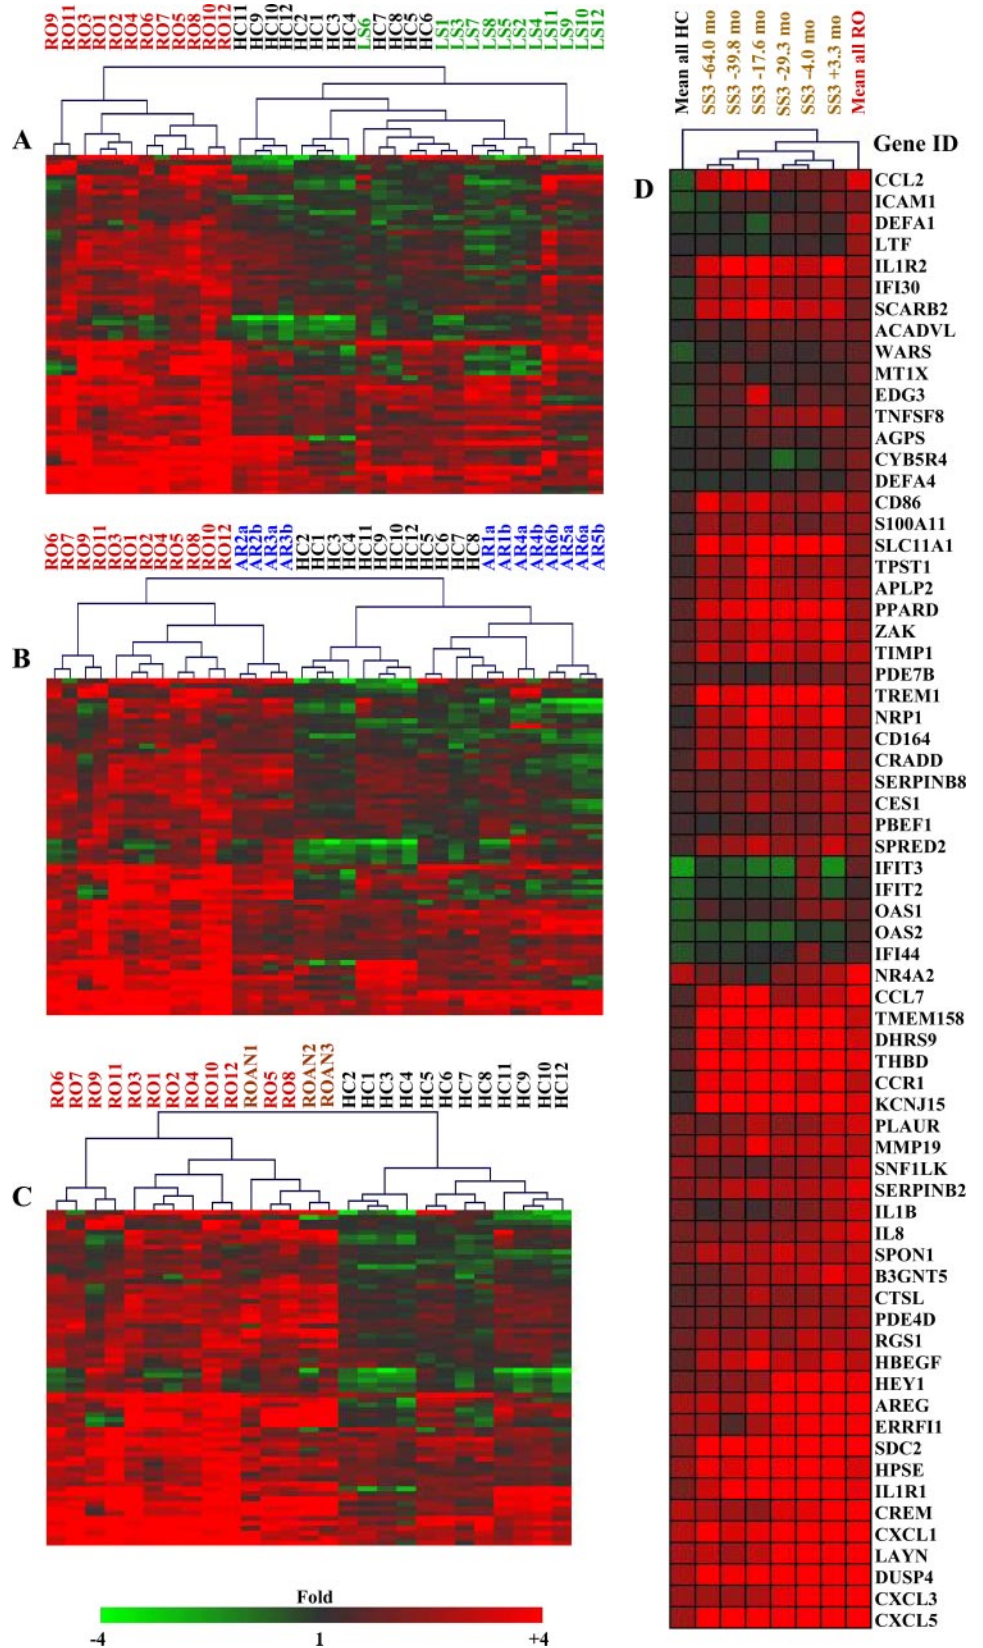 RO9 RO11 RO3 RO1 RO2 RO4 RO6 RO7 RO5 RO8 RO10 RO12 HC11 HC9 HC10 HC12 HC2 HC1 HC3 HC4 LS6 HC7 HC8 HC5 HC6 LS1 LS3 LS7 LS8 LS5 LS2 LS4 LS11 LS9 LS10 LS12
A
RO6 RO7 RO9 RO11 RO3 RO1 RO2 RO4 RO5 RO8 RO10 RO12 AR2a AR2b AR3a AR3b HC2 HC1 HC3 HC4 HC11 HC9 HC10 HC12 HC5 HC6 HC7 HC8 AR1a AR1b AR4a AR4b AR6b AR5a AR6a AR5b
B
RO6 RO7 RO9 RO11 RO3 RO1 RO2 RO4 RO10 RO12 ROAN1 RO5 RO8 ROAN2 ROAN3 HC2 HC1 HC3 HC4 HC5 HC6 HC7 HC8 HC11 HC9 HC10 HC12
C
Fold
-4 1 +4
Mean all HC
SS3 -64.0 mo
SS3 -39.8 mo
SS3 -17.6 mo
SS3 -29.3 mo
SS3 -4.0 mo
SS3 +3.3 mo
Mean all RO
Gene ID
D
CCL2
ICAM1
DEFA1
LTF
IL1R2
IFI30
SCARB2
ACADVL
WARS
MT1X
EDG3
TNFSF8
AGPS
CYB5R4
DEFA4
CD86
S100A11
SLC11A1
TPST1
APLP2
PPARD
ZAK
TIMP1
PDE7B
TREM1
NRP1
CD164
CRADD
SERPINB8
CES1
PBEF1
SPRED2
IFIT3
IFIT2
OAS1
OAS2
IFI44
NR4A2
CCL7
TMEM158
DHRS9
THBD
CCR1
KCNJ15
PLAUR
MMP19
SNF1LK
SERPINB2
IL1B
IL8
SPON1
B3GNT5
CTSL
PDE4D
RGS1
HBEGF
HEY1
AREG
ERRFI1
SDC2
HPSE
IL1R1
CREM
CXCL1
LAYN
DUSP4
CXCL3
CXCL5